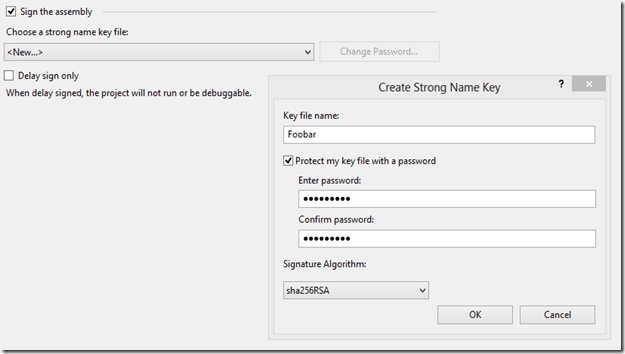 Sign the assembly
Choose a strong name key file:
<New...>
Change Password...
Delay sign only
When delay signed, the project will not run or be debuggable.
Create Strong Name Key
?
Key file name:
Foobar
Protect my key file with a password
Enter password:
●●●●●●●●●
Confirm password:
●●●●●●●●●
Signature Algorithm:
sha256RSA
OK Cancel